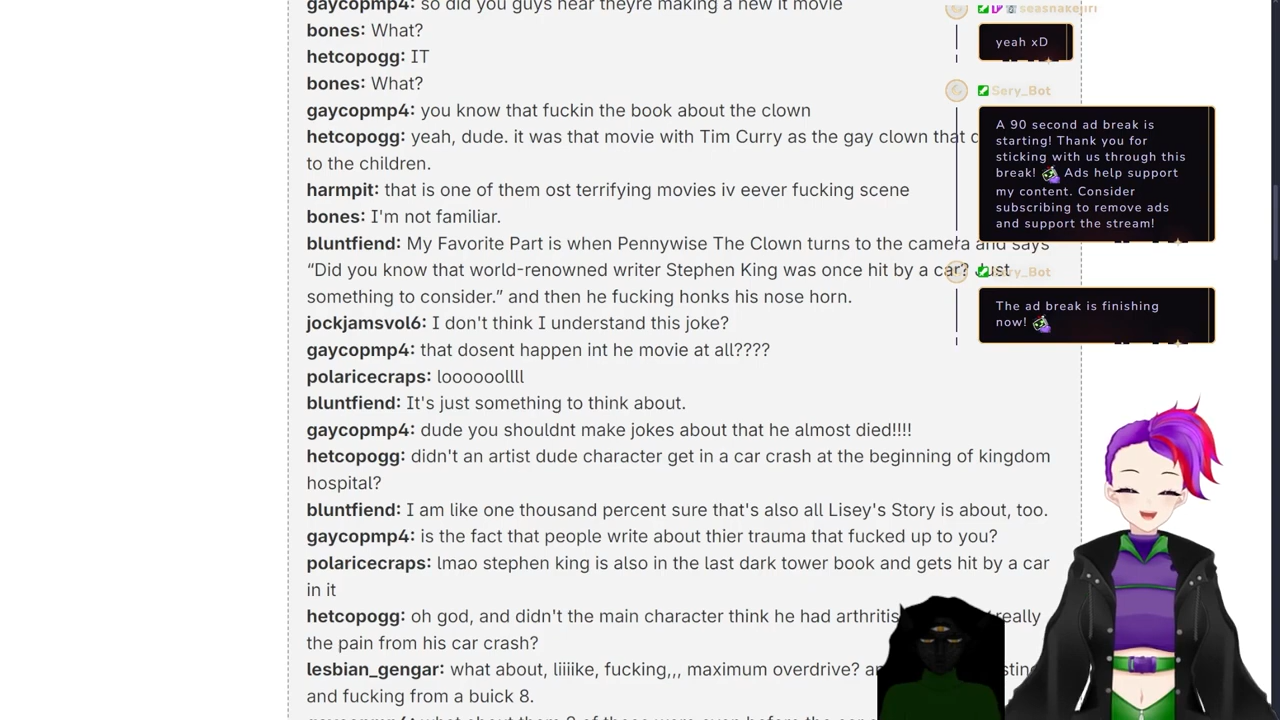 gaycopmp4: so did you guys hear theyre making a new it movie
bones: What?
hetcopogg: IT
bones: What?
gaycopmp4: you know that fuckin the book about the clown
hetcopogg: yeah, dude. it was that movie with Tim Curry as the gay clown that
to the children.
harmpit: that is one of them ost terrifying movies iv eever fucking scene
bones: I'm not familiar.
bluntfiend: My Favorite Part is when Pennywise The Clown turns to the camera and says
“Did you know that world-renowned writer Stephen King was once hit by a car? Just
something to consider.” and then he fucking honks his nose horn.
jockjamsvol6: I don't think I understand this joke?
gaycopmp4: that dosent happen int he movie at all????
polaricecraps: loooooollll
bluntfiend: It's just something to think about.
gaycopmp4: dude you shouldnt make jokes about that he almost died!!!!
hetcopogg: didn't an artist dude character get in a car crash at the beginning of kingdom
hospital?
bluntfiend: I am like one thousand percent sure that's also all Lisey's Story is about, too.
gaycopmp4: is the fact that people write about thier trauma that fucked up to you?
polaricecraps: lmao stephen king is also in the last dark tower book and gets hit by a car
in it
hetcopogg: oh god, and didn't the main character think he had arthritis really
the pain from his car crash?
lesbian_gengar: what about, liiiike, fucking,,, maximum overdrive?
and fucking from a buick 8.
seasnakejiri
yeah xD
Sery_Bot
A 90 second ad break is
starting! Thank you for
sticking with us through this
break! Ads help support
my content. Consider
subscribing to remove ads
and support the stream!
Sery_Bot
The ad break is finishing
now!